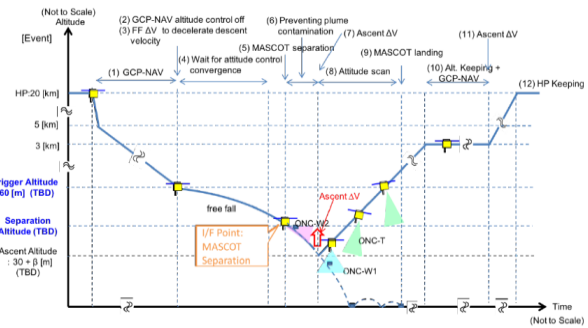 (Not to Scale)
Altitude
[Event]
(2) GCP-NAV altitude control off
(3) FF ΔV to decelerate descent
velocity
(4) Wait for attitude control
convergence
(1) GCP-NAV
(6) Preventing plume
contamination
(5) MASCOT separation
(7) Ascent ΔV
(8) Attitude scan
(9) MASCOT landing
(11) Ascent ΔV
(10) Alt. Keeping +
GCP-NAV
(12) HP Keeping
HP:20 [km]
5 [km]
3 [km]
rigger Altitude
60 [m] (TBD)
free fall
Separation
Altitude (TBD)
I/F Point:
MASCOT
Separation
ONC-W2
Ascent ΔV
ONC-T
ONC-W1
Ascent Altitude
: 30 + β [m]
(TBD)
Time
(Not to Scale)